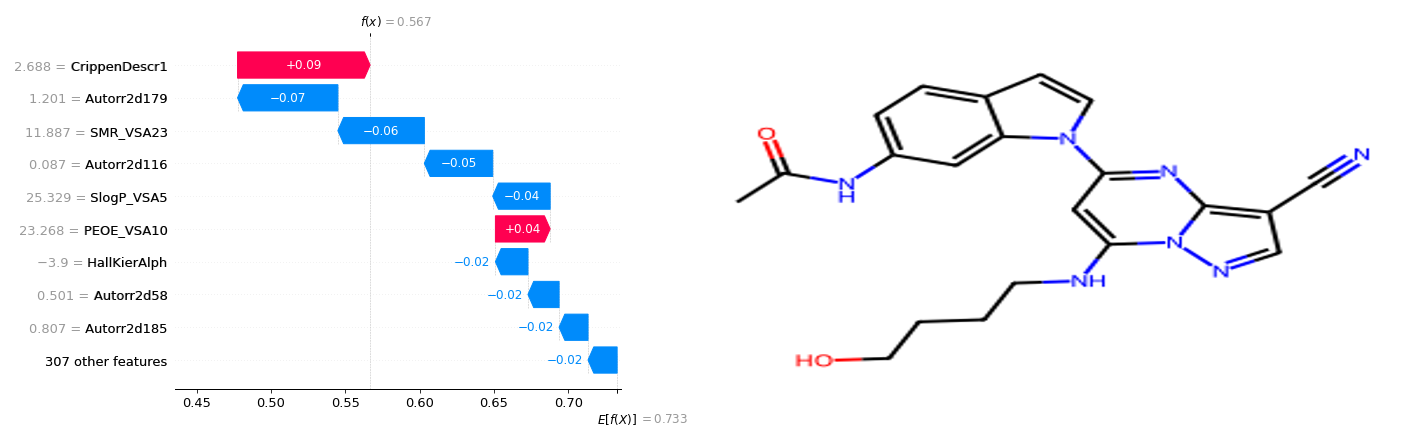 f(x) = 0.567
2.688 = CrippenDescr1
+0.09
1.201 = Autorr2d179
−0.07
11.887 = SMR_VSA23
−0.06
0.087 = Autorr2d116
−0.05
25.329 = SlogP_VSA5
−0.04
23.268 = PEOE_VSA10
+0.04
−3.9 = HallKierAlph
−0.02
0.501 = Autorr2d58
−0.02
0.807 = Autorr2d185
−0.02
307 other features
−0.02
0.45 0.50 0.55 0.60 0.65 0.70
E[f(X)] = 0.733
O
N
H
N
N
N
N
N
NH
HO